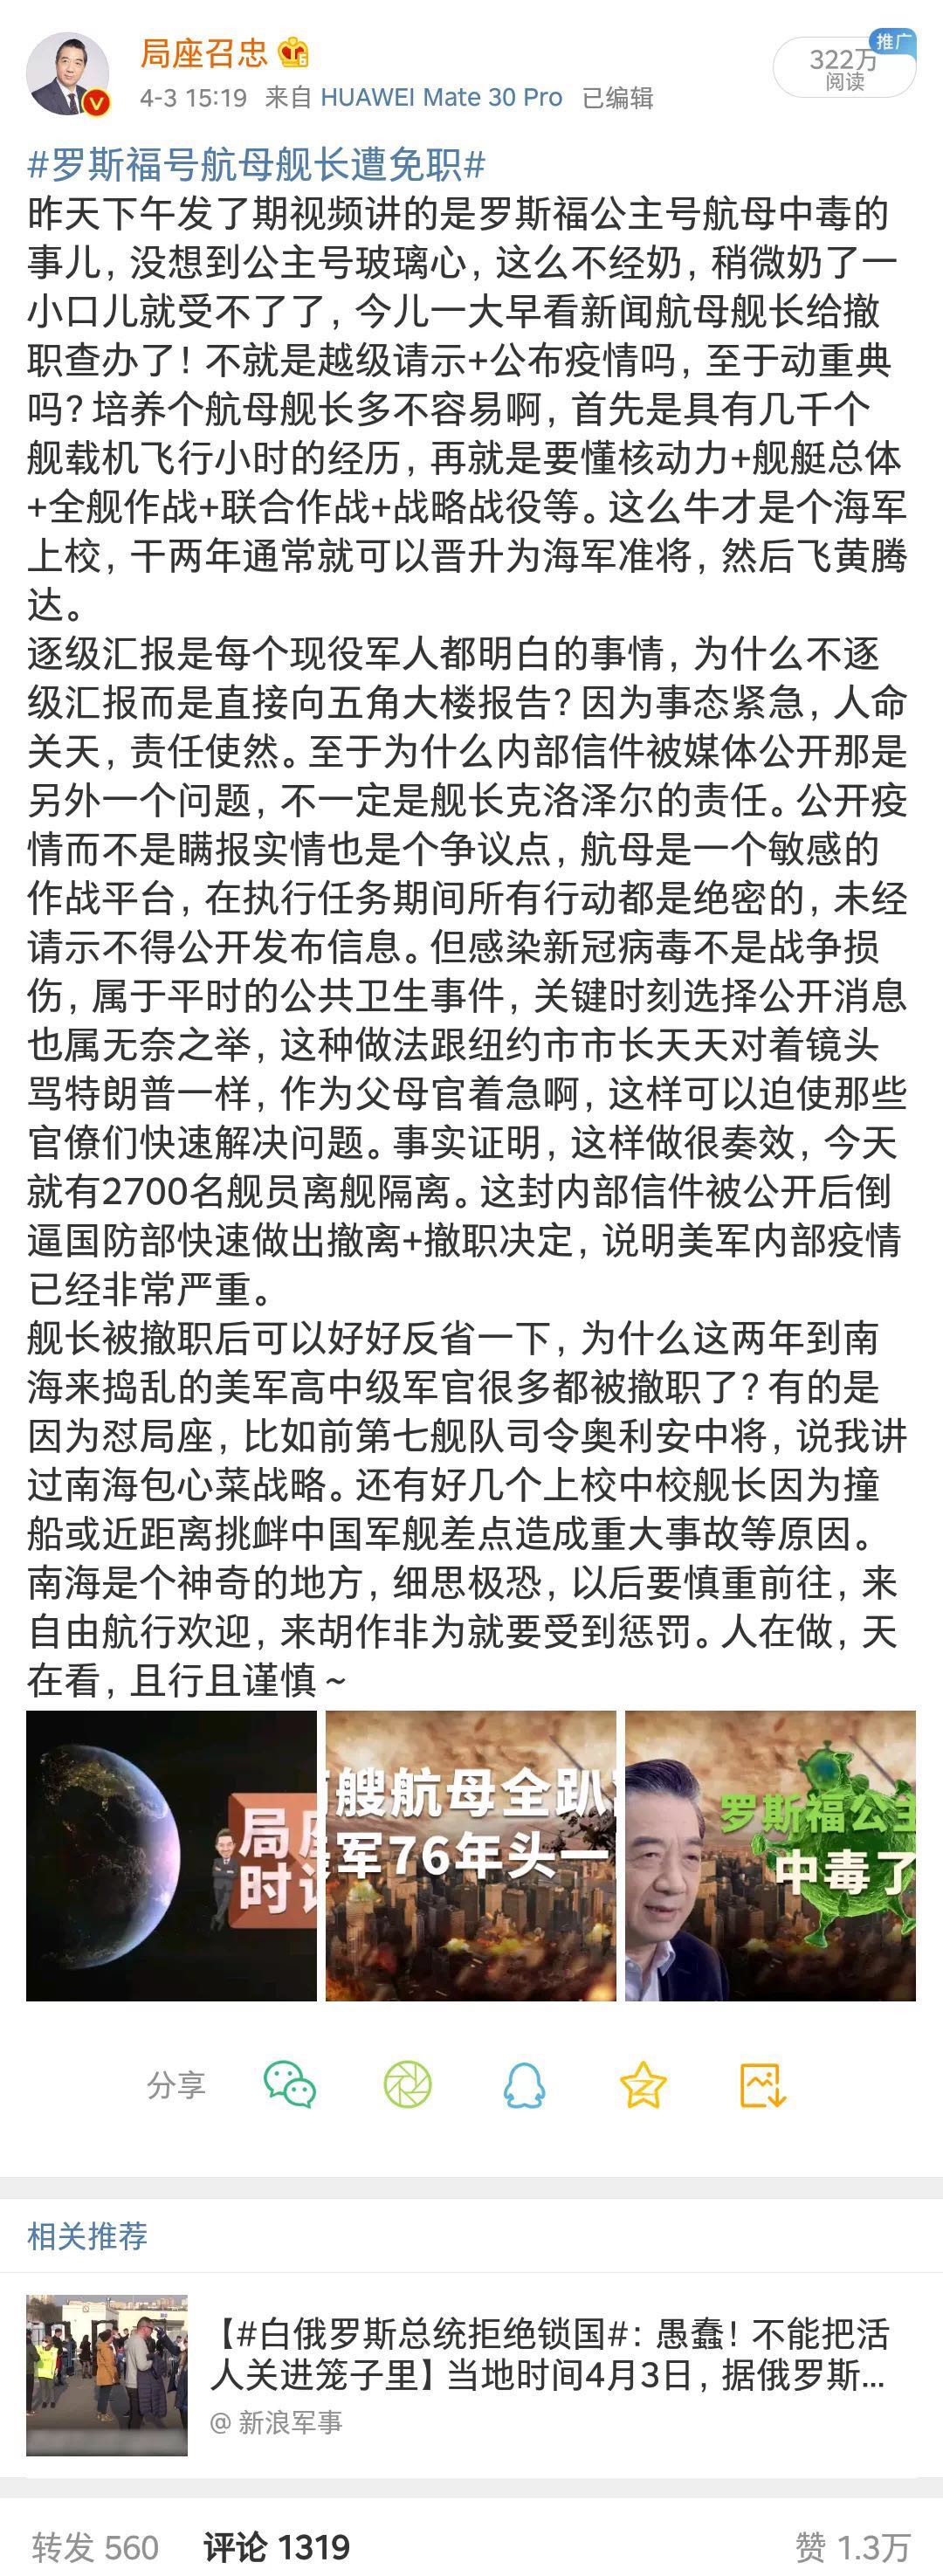 局座召忠
推广
322万
阅读
4-3 15:19 来自 HUAWEI Mate 30 Pro 已编辑
#罗斯福号航母舰长遭免职#
昨天下午发了期视频讲的是罗斯福公主号航母中毒的
事儿，没想到公主号玻璃心，这么不经奶，稍微奶了一
小口儿就受不了了，今儿一大早看新闻航母舰长给撤
职查办了！不就是越级请示+公布疫情吗，至于动重典
吗？培养个航母舰长多不容易啊，首先是具有几千个
舰载机飞行小时的经历，再就是要懂核动力+舰艇总体
+全舰作战+联合作战+战略战役等。这么牛才是个海军
上校，干两年通常就可以晋升为海军准将，然后飞黄腾
达。
逐级汇报是每个现役军人都明白的事情，为什么不逐
级汇报而是直接向五角大楼报告？因为事态紧急，人命
关天，责任使然。至于为什么内部信件被媒体公开那是
另外一个问题，不一定是舰长克洛泽尔的责任。公开疫
情而不是瞒报实情也是个争议点，航母是一个敏感的
作战平台，在执行任务期间所有行动都是绝密的，未经
请示不得公开发布信息。但感染新冠病毒不是战争损
伤，属于平时的公共卫生事件，关键时刻选择公开消息
也属无奈之举，这种做法跟纽约市市长天天对着镜头
骂特朗普一样，作为父母官着急啊，这样可以迫使那些
官僚们快速解决问题。事实证明，这样做很奏效，今天
就有2700名舰员离舰隔离。这封内部信件被公开后倒
逼国防部快速做出撤离+撤职决定，说明美军内部疫情
已经非常严重。
舰长被撤职后可以好好反省一下，为什么这两年到南
海来捣乱的美军高中级军官很多都被撤职了？有的是
因为怼局座，比如前第七舰队司令奥利安中将，说我讲
过南海包心菜战略。还有好几个上校中校舰长因为撞
船或近距离挑衅中国军舰差点造成重大事故等原因。
南海是个神奇的地方，细思极恐，以后要慎重前往，来
自由航行欢迎，来胡作非为就要受到惩罚。人在做，天
在看，且行且谨慎～
局座
时评
艘航母全趴
军76年头一
罗斯福公主
中毒了
分享
相关推荐
【#白俄罗斯总统拒绝锁国#：愚蠢！不能把活
人关进笼子里】当地时间4月3日，据俄罗斯...
@ 新浪军事
转发 560 评论 1319 赞 1.3万